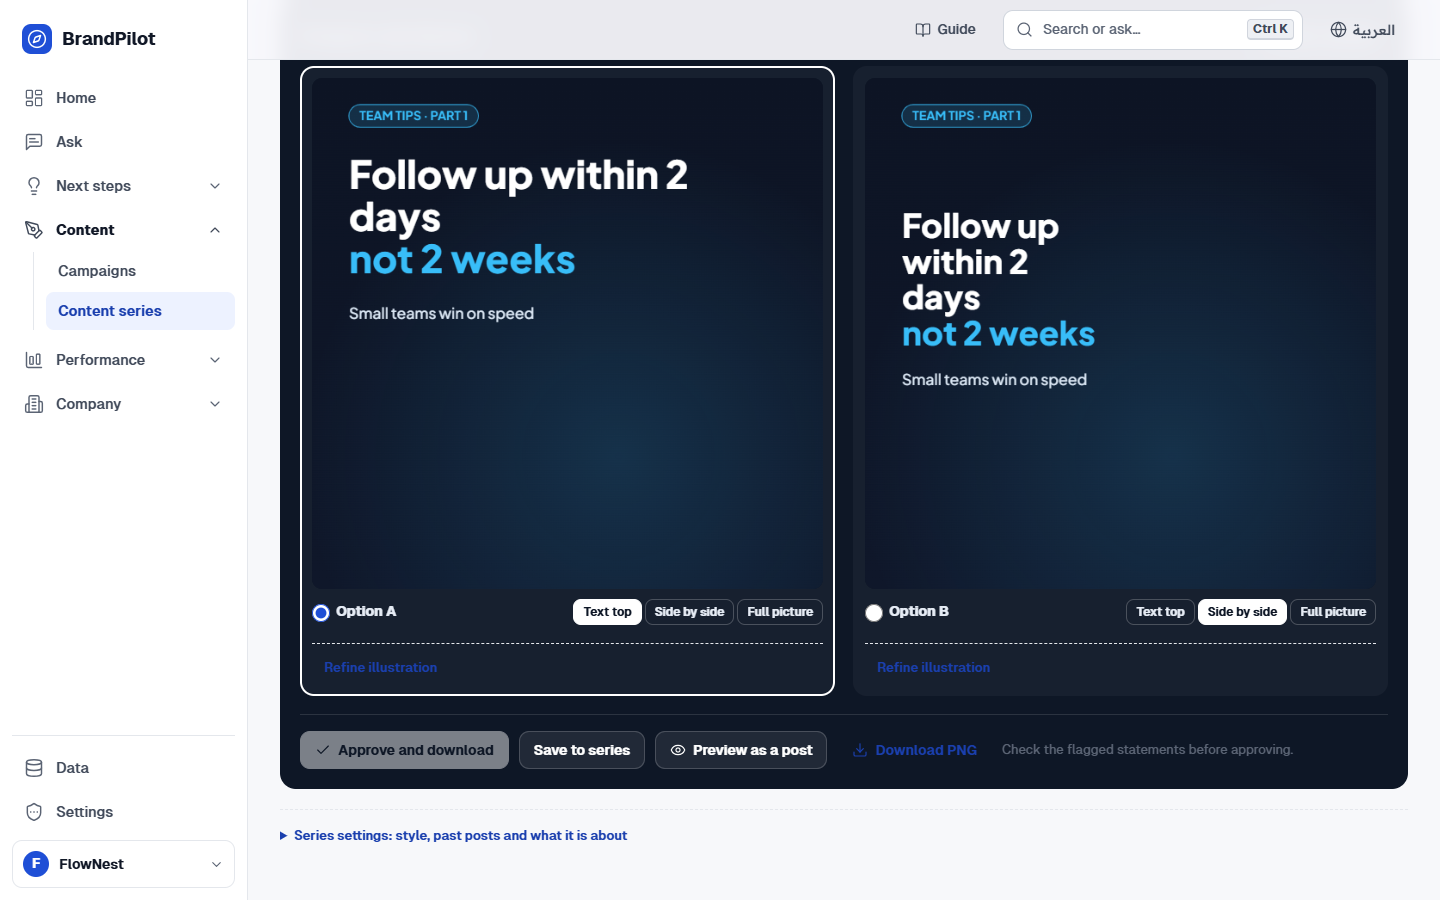 BrandPilot
Home
Ask
Next steps
Content
Campaigns
Content series
Performance
Company
Data
Settings
F FlowNest
Guide
Search or ask...
Ctrl K
العربية
TEAM TIPS · PART 1
Follow up within 2
days
not 2 weeks
Small teams win on speed
Option A
Text top
Side by side
Full picture
Refine illustration
TEAM TIPS · PART 1
Follow up
within 2
days
not 2 weeks
Small teams win on speed
Option B
Text top
Side by side
Full picture
Refine illustration
Approve and download
Save to series
Preview as a post
Download PNG
Check the flagged statements before approving.
Series settings: style, past posts and what it is about